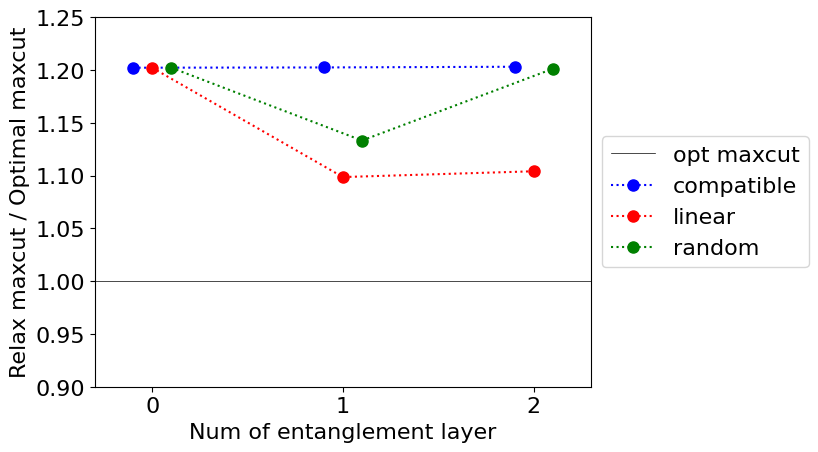 Relax maxcut / Optimal maxcut
1.25
1.20
1.15
1.10
1.05
1.00
0.95
0.90
0
1
2
Num of entanglement layer
opt maxcut
compatible
linear
random